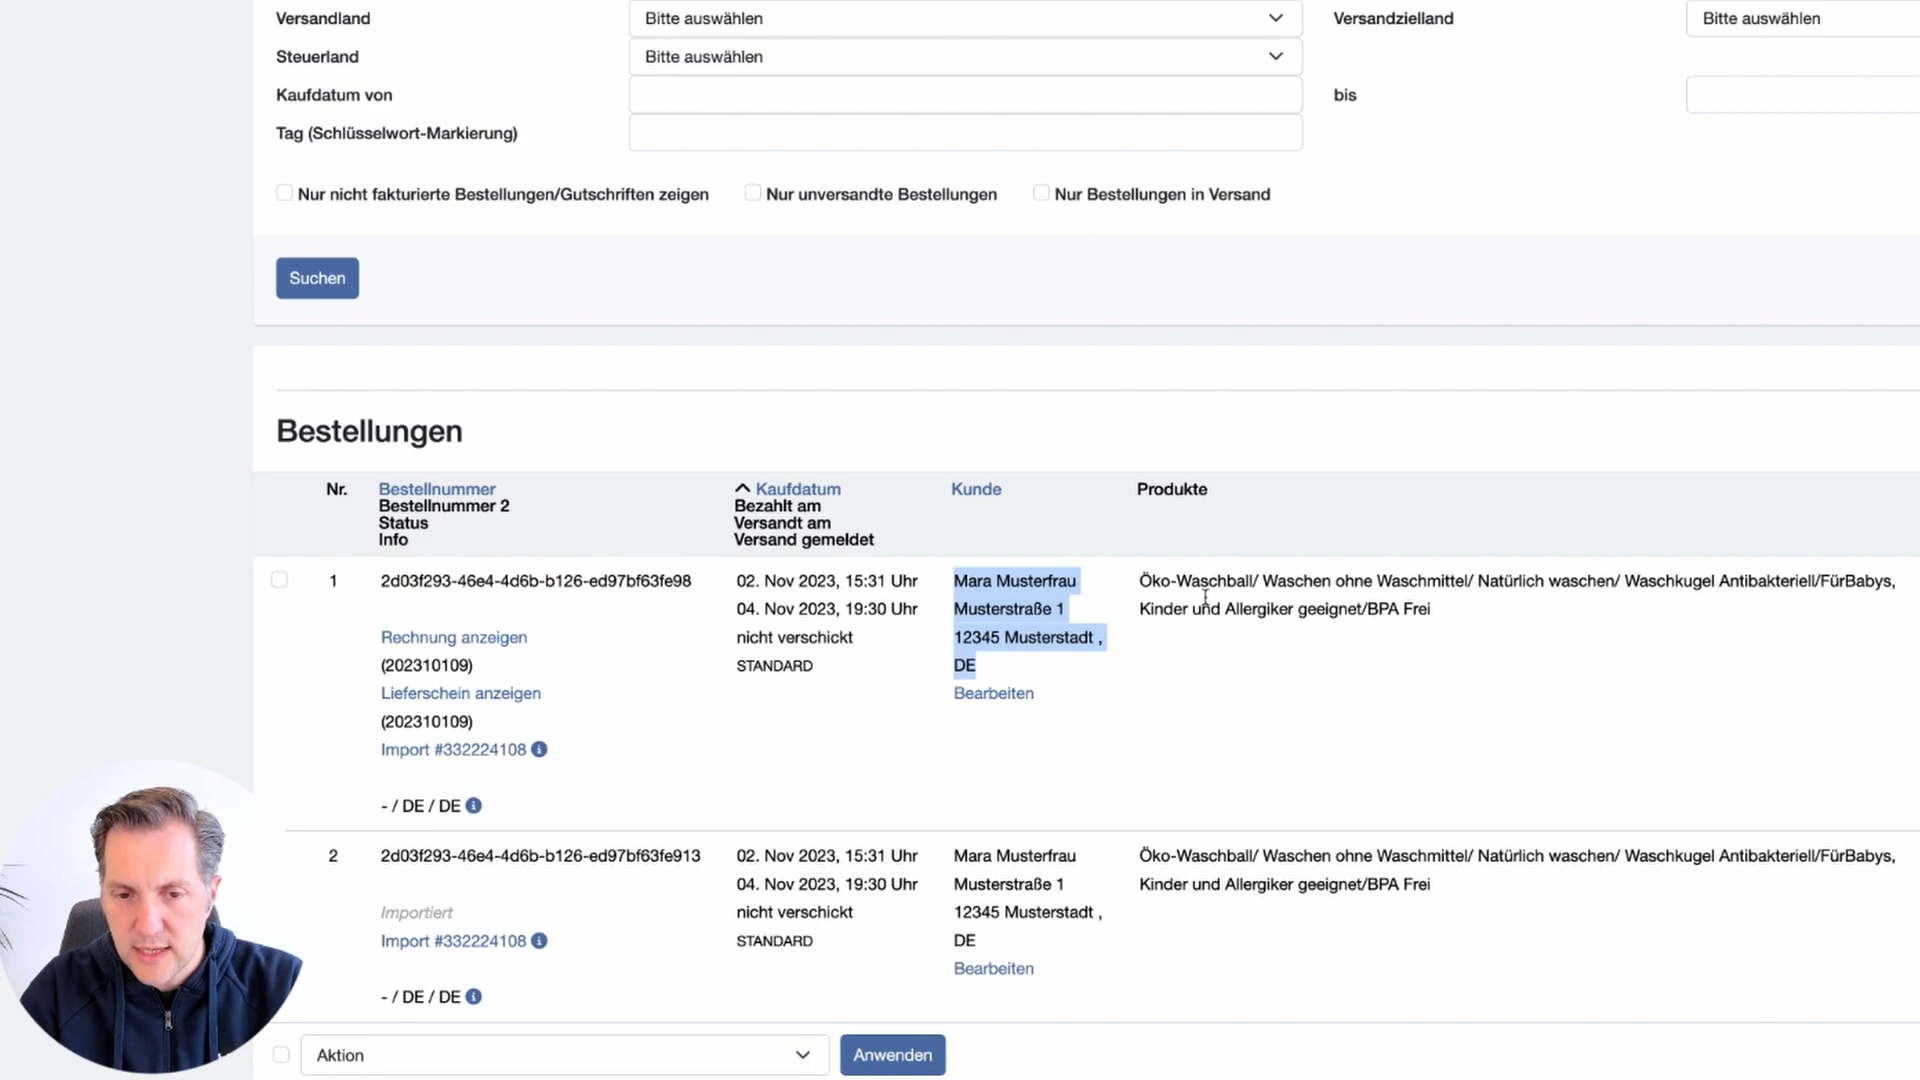 Versandland Bitte auswählen Versandzielland Bitte auswählen
Steuerland Bitte auswählen
Kaufdatum von bis
Tag (Schlüsselwort-Markierung)
Nur nicht fakturierte Bestellungen/Gutschriften zeigen Nur unversandte Bestellungen Nur Bestellungen in Versand
Suchen
Bestellungen
Nr. Bestellnummer Kaufdatum Kunde Produkte
Bestellnummer 2 Bezahlt am
Status Versandt am
Info Versand gemeldet
1 2d03f293-46e4-4d6b-b126-ed97bf63fe98 02. Nov 2023, 15:31 Uhr Mara Musterfrau Öko-Waschball/ Waschen ohne Waschmittel/ Natürlich waschen/ Waschkugel Antibakteriell/FürBabys,
04. Nov 2023, 19:30 Uhr Musterstraße 1 Kinder und Allergiker geeignet/BPA Frei
Rechnung anzeigen nicht verschickt 12345 Musterstadt ,
(202310109) STANDARD DE
Lieferschein anzeigen Bearbeiten
(202310109)
Import #332224108
- / DE / DE
2 2d03f293-46e4-4d6b-b126-ed97bf63fe913 02. Nov 2023, 15:31 Uhr Mara Musterfrau Öko-Waschball/ Waschen ohne Waschmittel/ Natürlich waschen/ Waschkugel Antibakteriell/FürBabys,
04. Nov 2023, 19:30 Uhr Musterstraße 1 Kinder und Allergiker geeignet/BPA Frei
Importiert nicht verschickt 12345 Musterstadt ,
Import #332224108 STANDARD DE
Bearbeiten
- / DE / DE
Aktion Anwenden